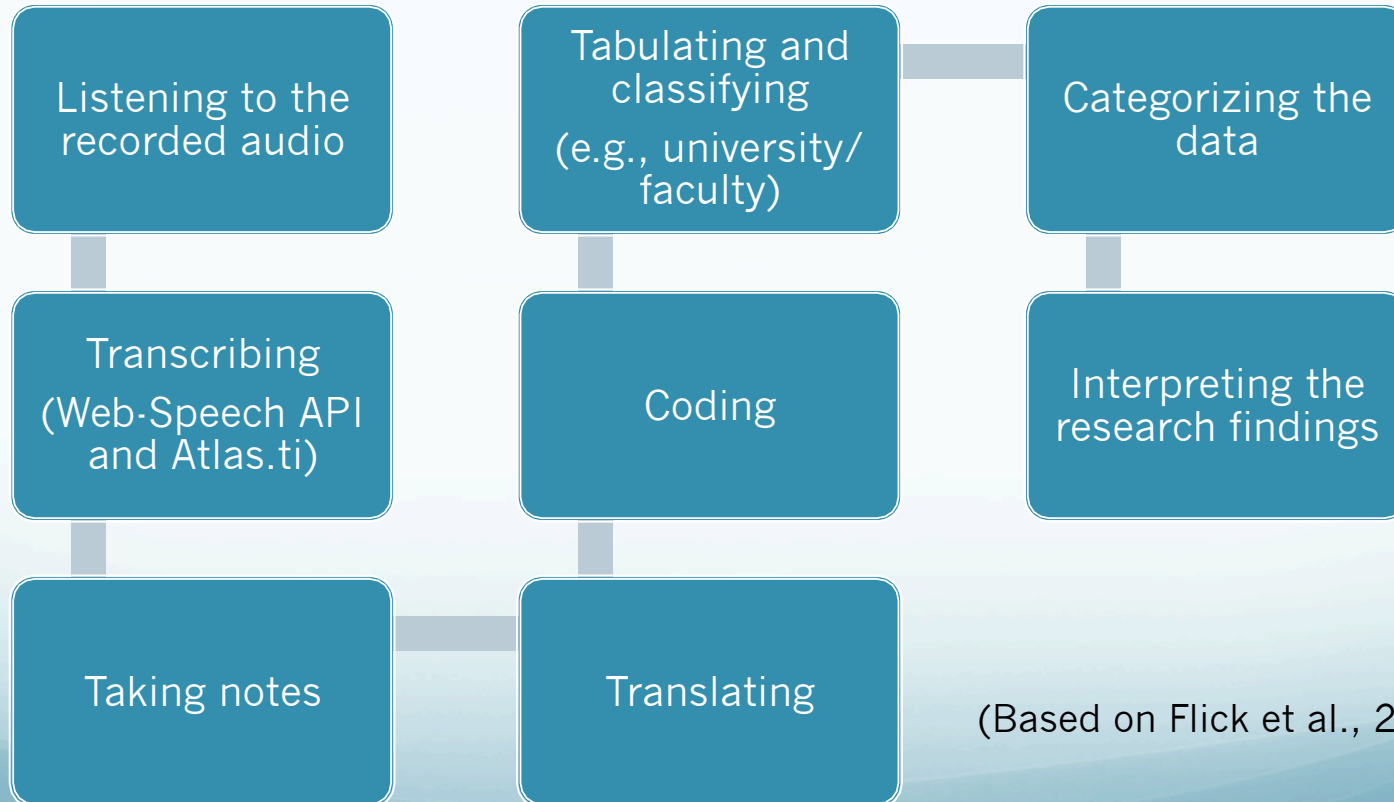 Listening to the
recorded audio
Transcribing
(Web-Speech API
and Atlas.ti)
Taking notes
Translating
Coding
Tabulating and
classifying
(e.g., university/
faculty)
Categorizing the
data
Interpreting the
research findings
(Based on Flick et al., 2